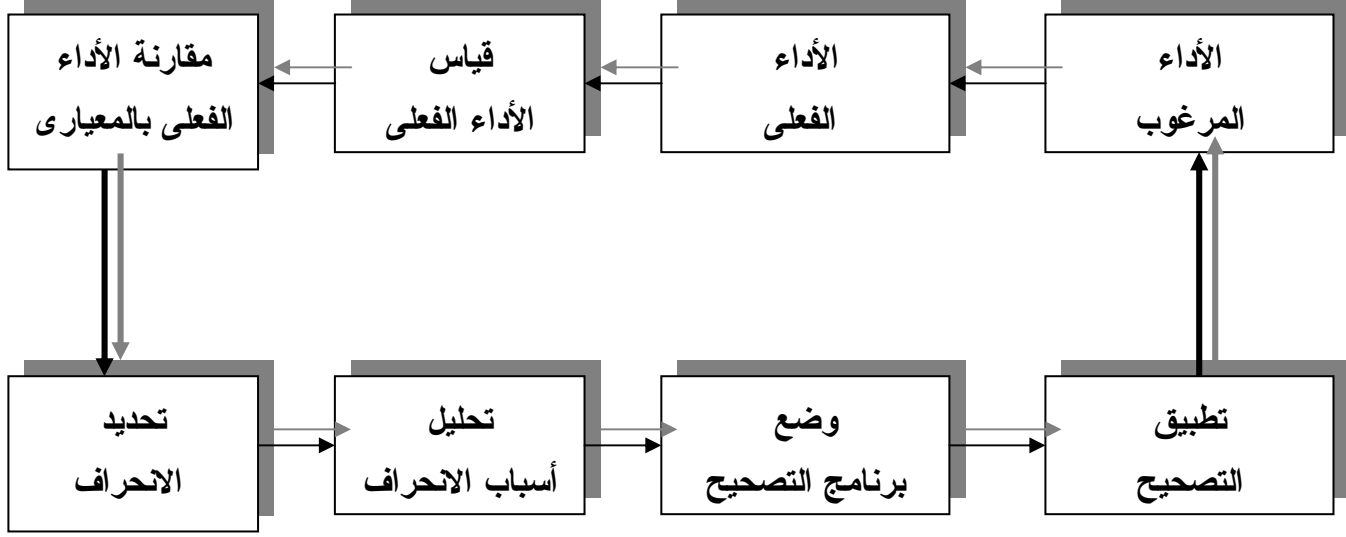 الأداء
المرغوب
الأداء
الفعلى
قياس
الأداء الفعلى
مقارنة الأداء
الفعلى بالمعيارى
تحديد
الانحراف
تحليل
أسباب الانحراف
وضع
برنامج التصحيح
تطبيق
التصحيح